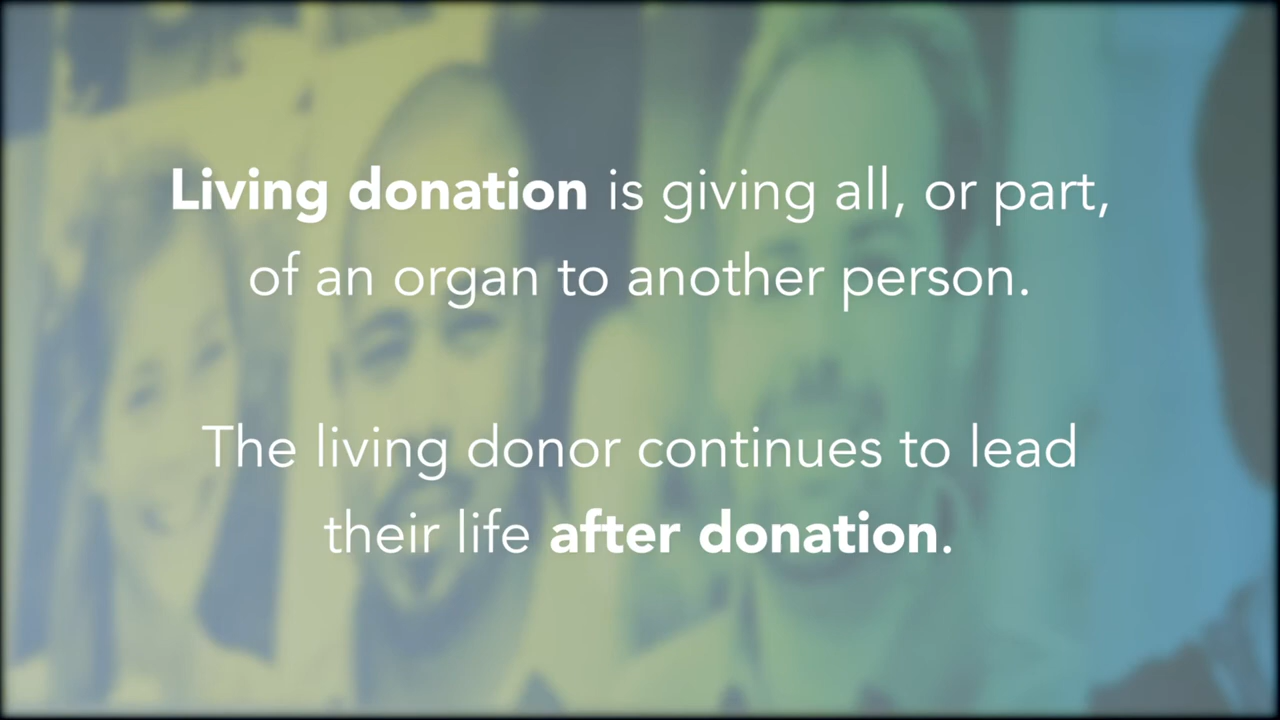 Living donation is giving all, or part,
of an organ to another person.
The living donor continues to lead
their life after donation.